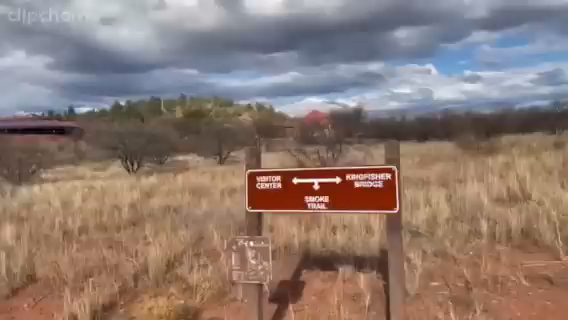 clipchamp
VISITOR CENTER
KINGFISHER BRIDGE
SMOKE TRAIL